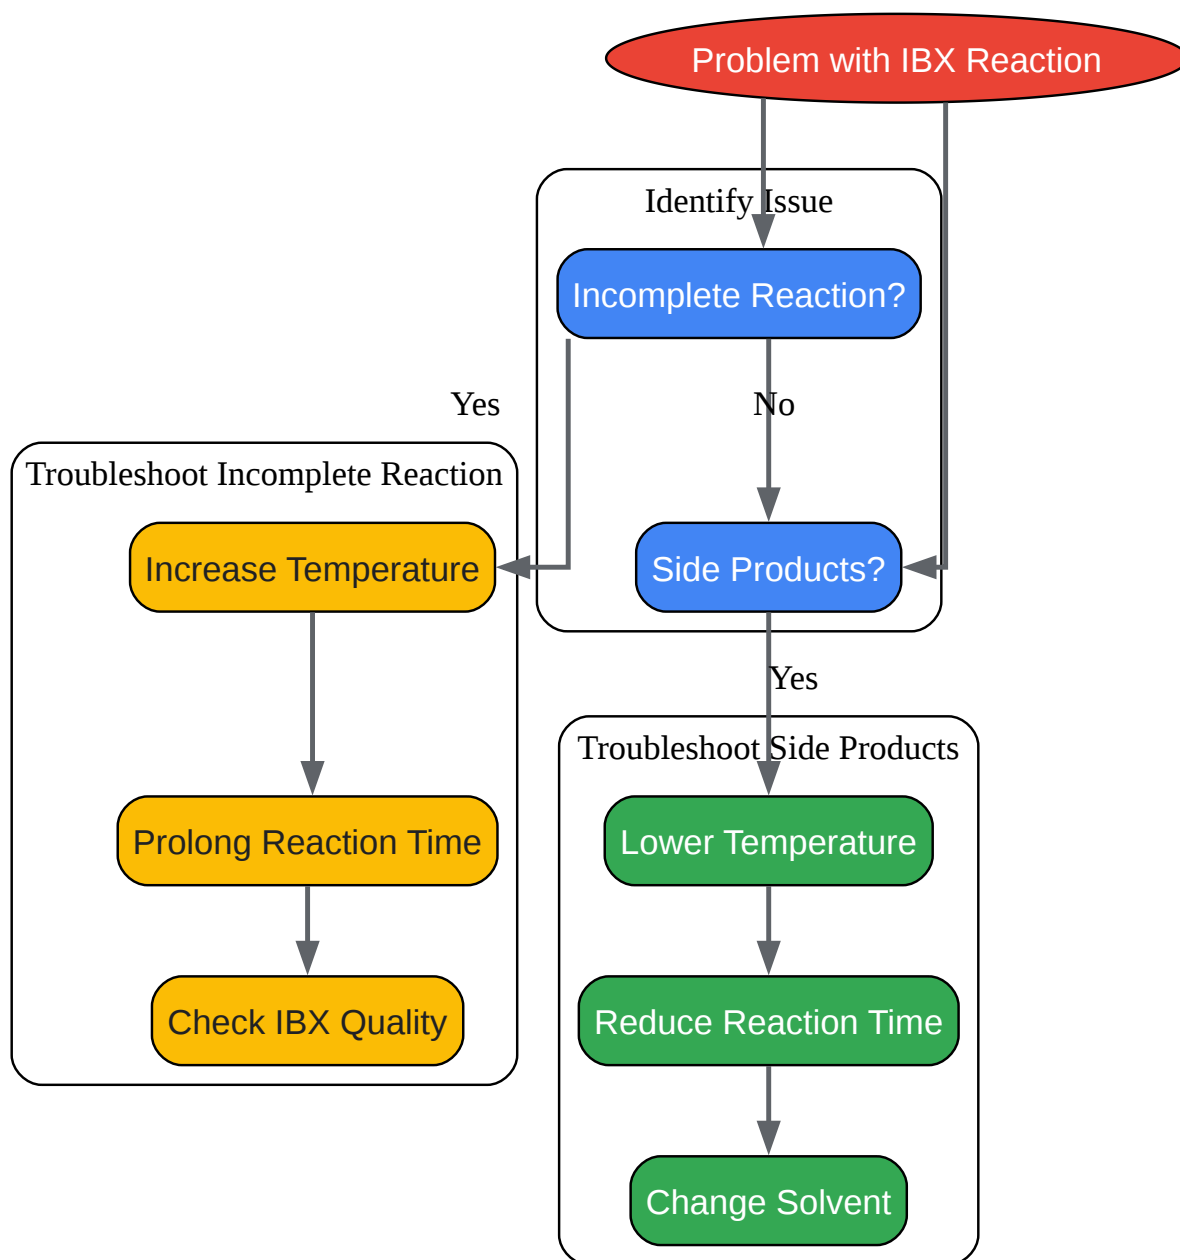 Problem with IBX Reaction
Identify Issue
Incomplete Reaction?
Yes
No
Troubleshoot Incomplete Reaction
Increase Temperature
Side Products?
Yes
Troubleshoot Side Products
Prolong Reaction Time
Lower Temperature
Check IBX Quality
Reduce Reaction Time
Change Solvent